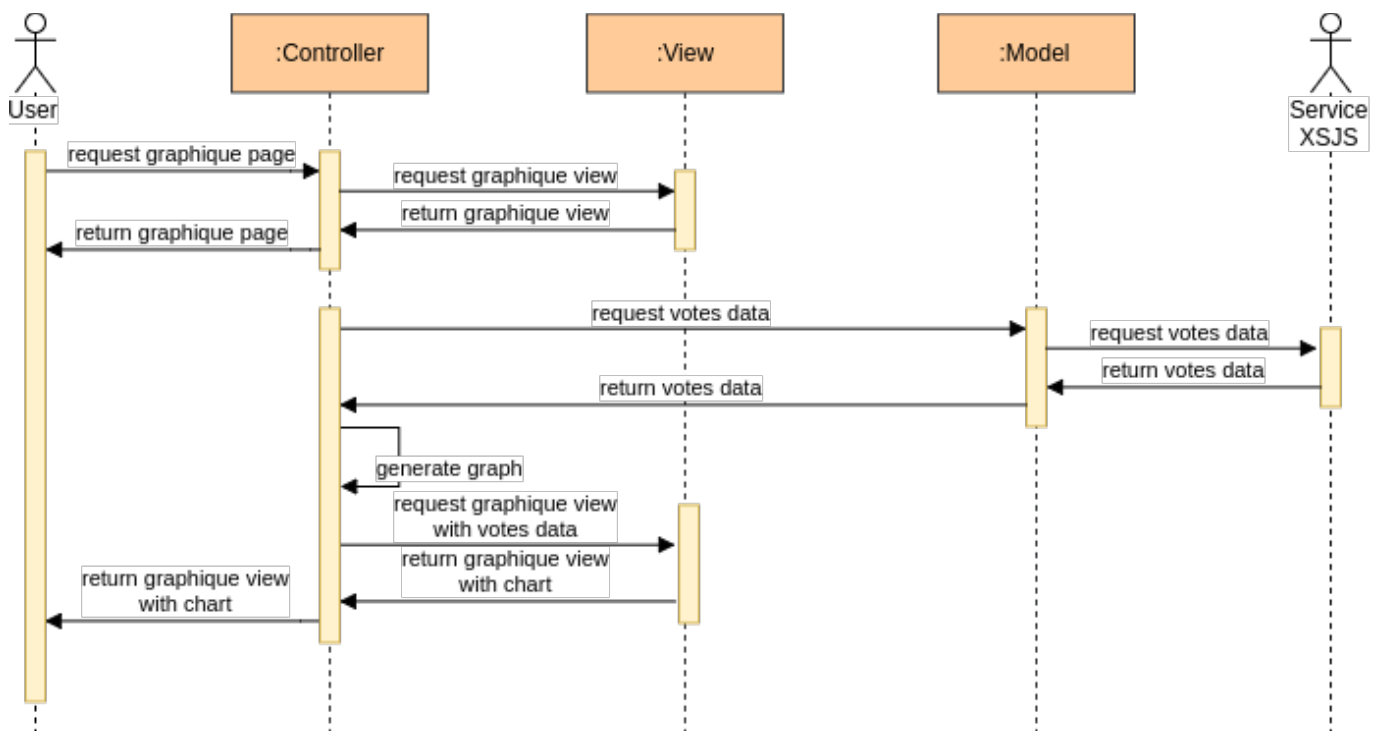 :Controller
:View
:Model
User
Service
XSJS
request graphique page
request graphique view
return graphique view
return graphique page
request votes data
request votes data
return votes data
return votes data
generate graph
request graphique view
with votes data
return graphique view
with chart
return graphique view
with chart